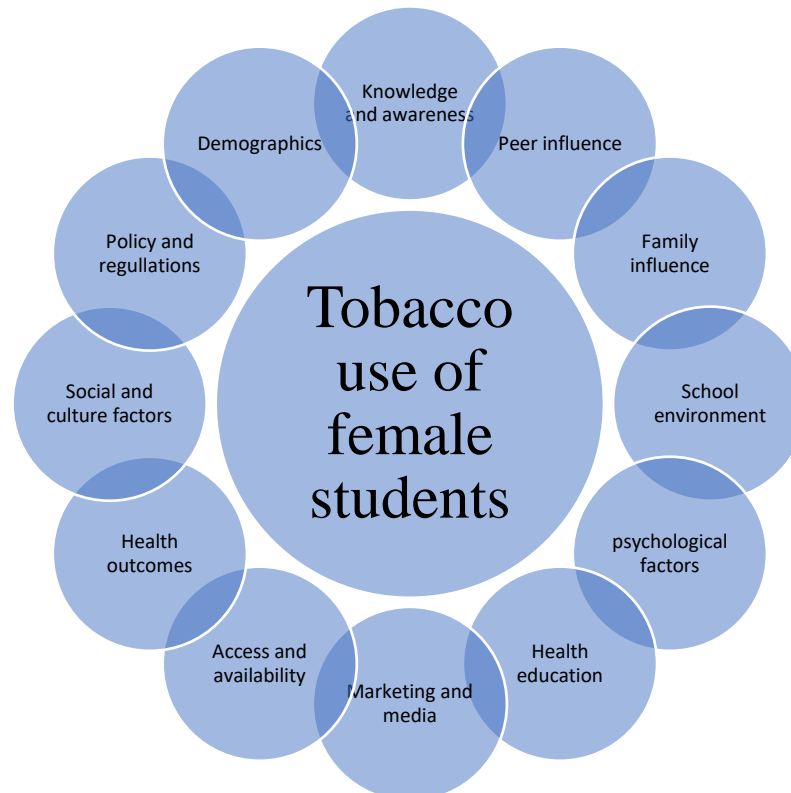 Knowledge
and awareness
Peer influence
Family
influence
School
environment
psychological
factors
Health
education
Marketing and
media
Access and
availability
Health
outcomes
Social and
culture factors
Policy and
regullations
Demographics
Tobacco
use of
female
students